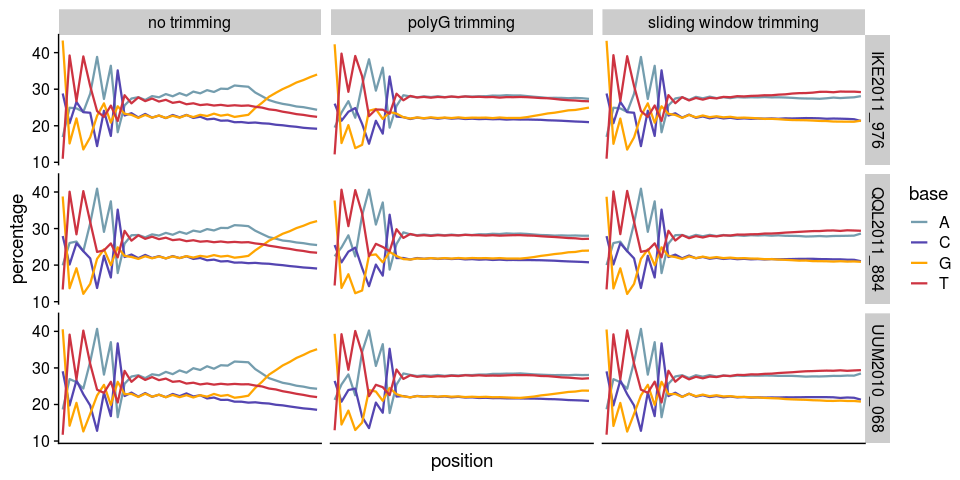 no trimming
polyG trimming
sliding window trimming
40
30
20
10
IKE2011_976
40
30
20
10
QQL2011_884
40
30
20
10
UUM2010_068
percentage
position
base
A
C
G
T